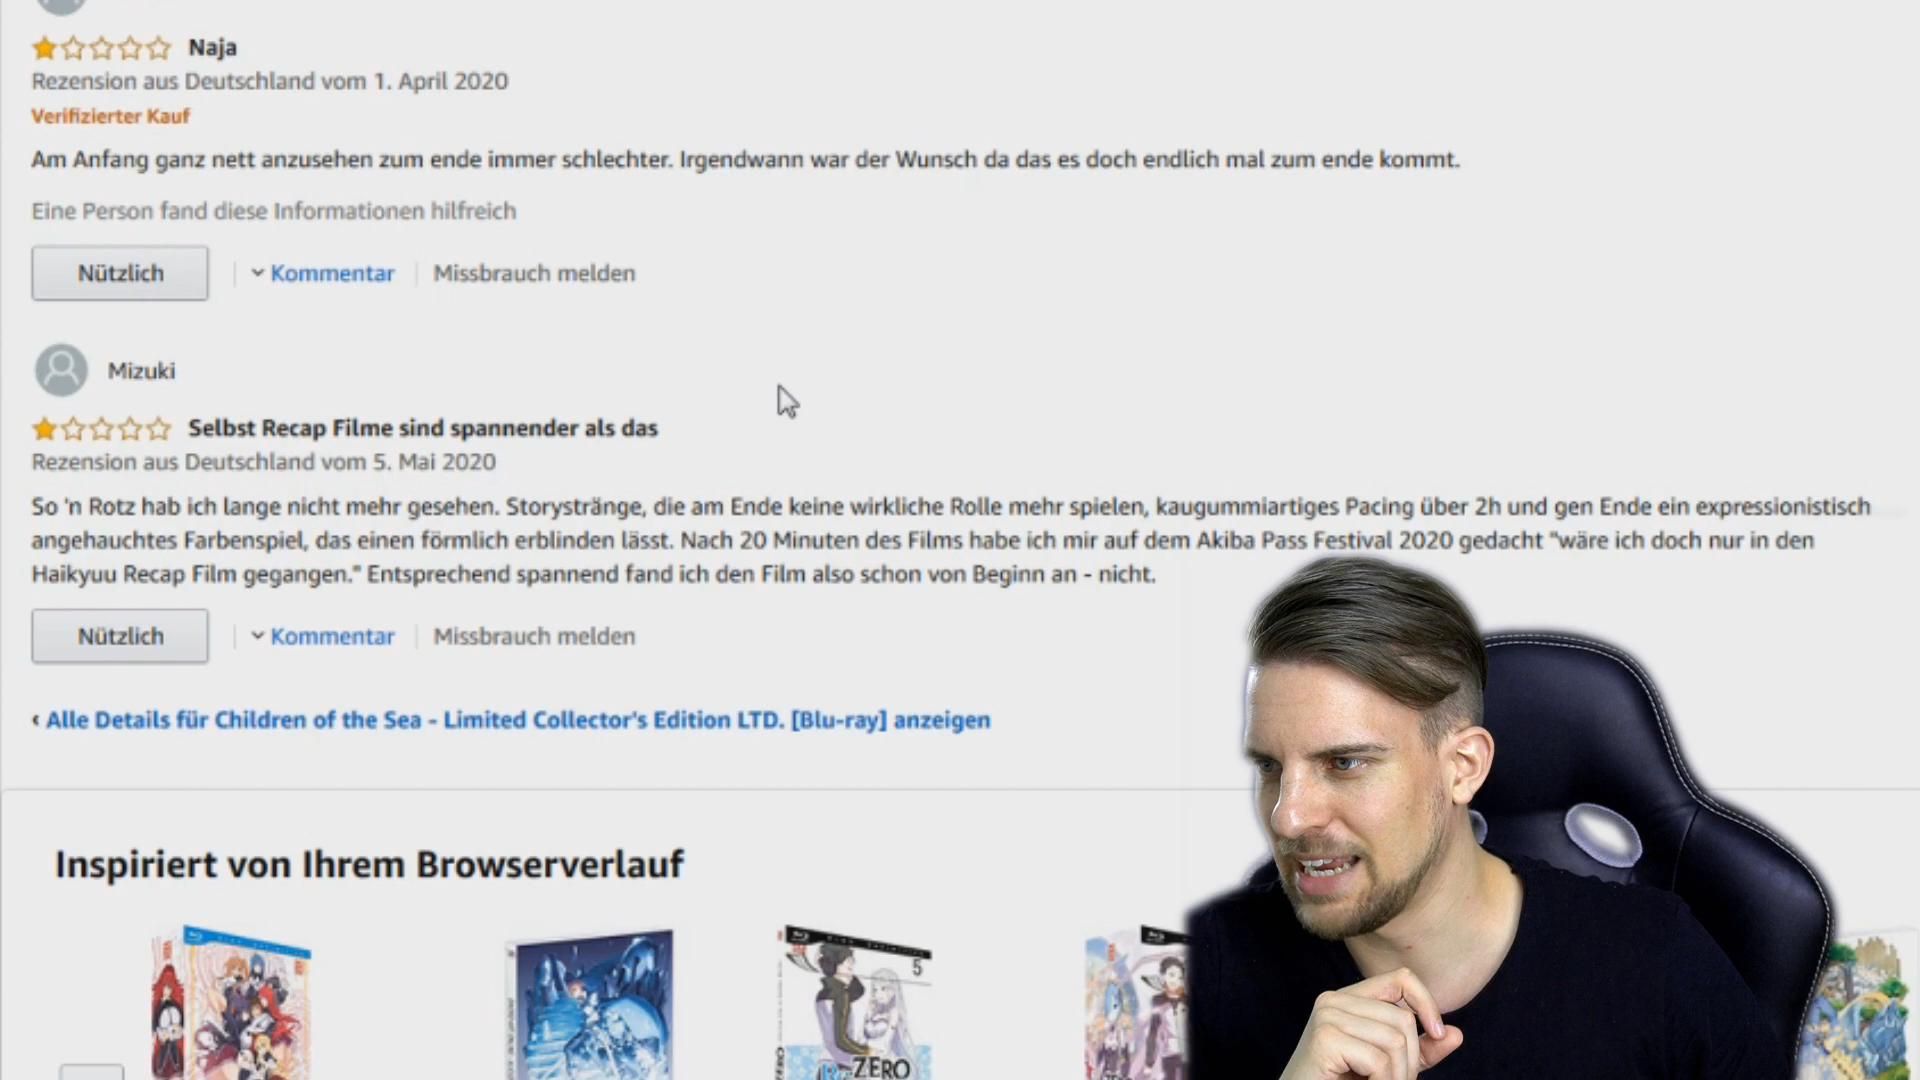 Naja
Rezension aus Deutschland vom 1. April 2020
Verifizierter Kauf
Am Anfang ganz nett anzusehen zum ende immer schlechter. Irgendwann war der Wunsch da das es doch endlich mal zum ende kommt.
Eine Person fand diese Informationen hilfreich
Nützlich
Kommentar
Missbrauch melden
Mizuki
Selbst Recap Filme sind spannender als das
Rezension aus Deutschland vom 5. Mai 2020
So 'n Rotz hab ich lange nicht mehr gesehen. Storystränge, die am Ende keine wirkliche Rolle mehr spielen, kaugummiartiges Pacing über 2h und gen Ende ein expressionistisch
angehauchtes Farbenspiel, das einen förmlich erblinden lässt. Nach 20 Minuten des Films habe ich mir auf dem Akiba Pass Festival 2020 gedacht "wäre ich doch nur in den
Haikyuu Recap Film gegangen." Entsprechend spannend fand ich den Film also schon von Beginn an - nicht.
Nützlich
Kommentar
Missbrauch melden
‹ Alle Details für Children of the Sea - Limited Collector's Edition LTD. [Blu-ray] anzeigen
Inspiriert von Ihrem Browserverlauf
5
Re:ZERO